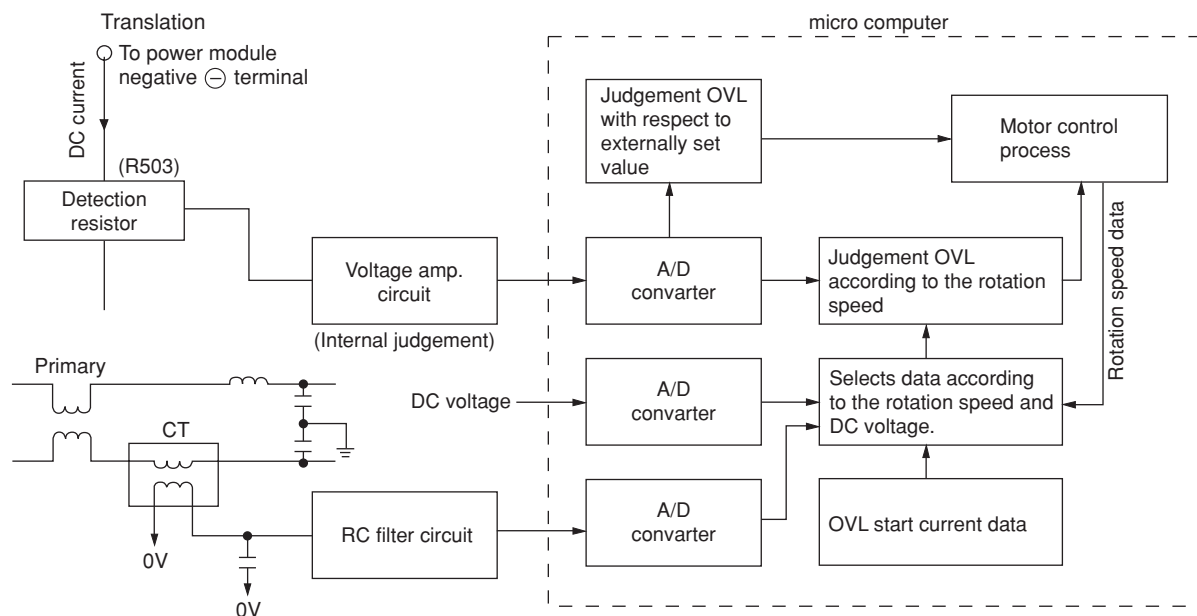 Translation
To power module
negative ⊖ terminal
DC current
(R503)
Detection
resistor
Voltage amp.
circuit
(Internal judgement)
Primary
CT
0V
0V
RC filter circuit
DC voltage
micro computer
Judgement OVL
with respect to
externally set
value
Motor control
process
A/D
convarter
Judgement OVL
according to the rotation
speed
Rotation speed data
A/D
converter
Selects data according
to the rotation speed and
DC voltage.
A/D
converter
OVL start current data